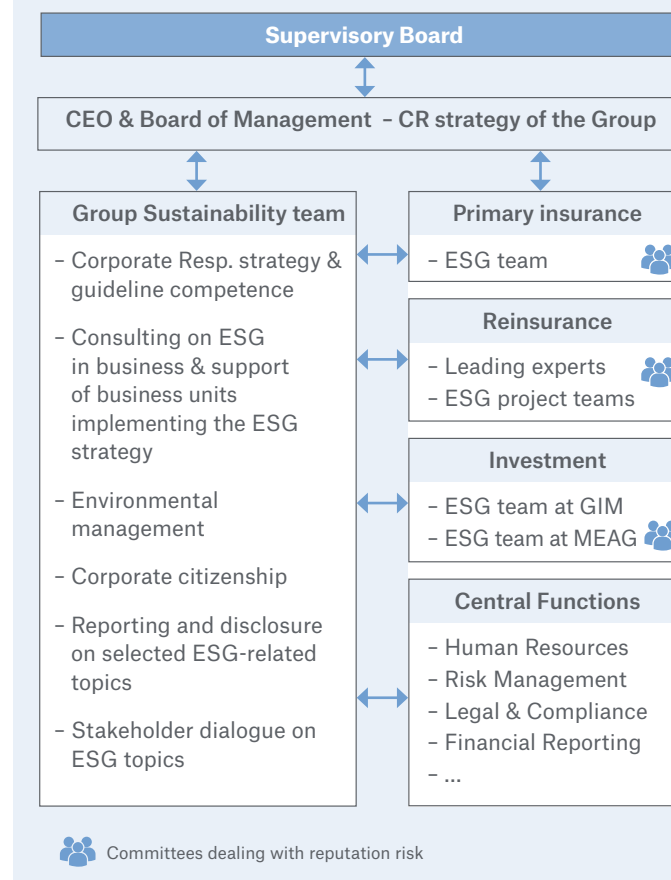 Supervisory Board
CEO & Board of Management – CR strategy of the Group
Group Sustainability team
– Corporate Resp. strategy &
guideline competence
– Consulting on ESG
in business & support
of business units
implementing the ESG
strategy
– Environmental
management
– Corporate citizenship
– Reporting and disclosure
on selected ESG-related
topics
– Stakeholder dialogue on
ESG topics
Primary insurance
– ESG team
Reinsurance
– Leading experts
– ESG project teams
Investment
– ESG team at GIM
– ESG team at MEAG
Central Functions
– Human Resources
– Risk Management
– Legal & Compliance
– Financial Reporting
– ...
Committees dealing with reputation risk